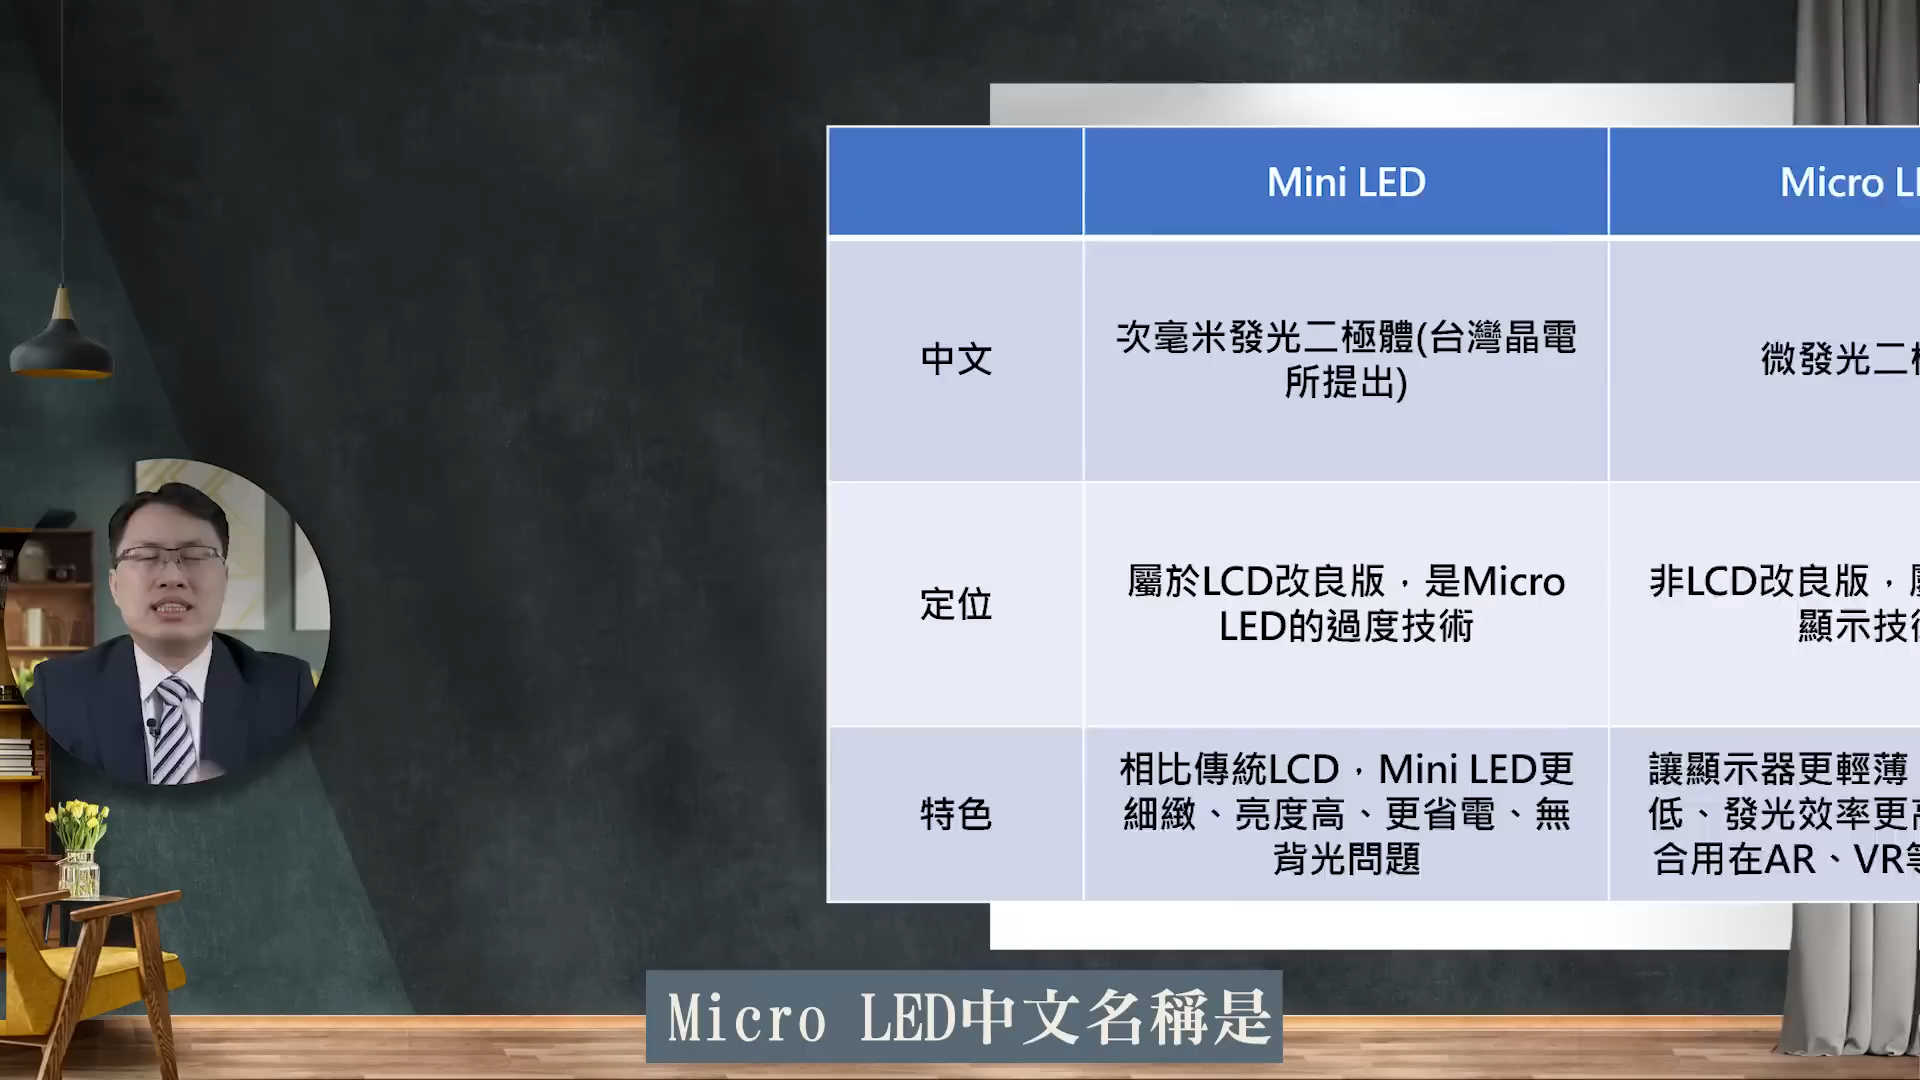 Mini LED
Micro
中文
次毫米發光二極體(台灣晶電
所提出)
微發光二
定位
屬於LCD改良版，是Micro
LED的過度技術
非LCD改良版，
顯示技
特色
相比傳統LCD，Mini LED更
細緻、亮度高、更省電、無
背光問題
讓顯示器更輕薄
低、發光效率更
合用在AR、VR
Micro LED中文名稱是